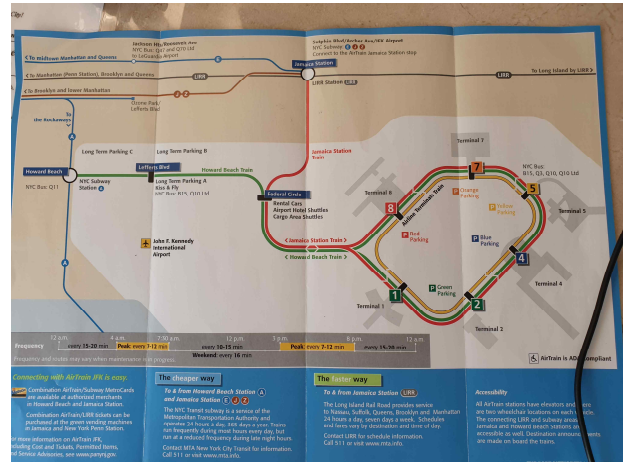 City!
Jackson Hts/Roosevelt Ave
NYC Bus: Q47 and Q10 Ltd
to LaGuardia Airport
Sutphin Blvd/Archer Ave/JFK Airport
NYC Subway: E J Z
Connect to the AirTrain Jamaica Station stop
< To midtown Manhattan and Queens
E
Jamaica Station
< To Manhattan (Penn Station), Brooklyn and Queens
LIRR
LIRR
To Long Island by LIRR >
LIRR Station LIRR
< To Brooklyn and lower Manhattan
J Z
Ozone Park/
Lefferts Blvd
To
the Rockaways
A
Long Term Parking C
Long Term Parking B
Jamaica Station
Train
Terminal 7
Howard Beach
Lefferts Blvd
Howard Beach Train
7
NYC Bus:
B15, Q3, Q10, Q10 Ltd
NYC Bus: Q11
NYC Subway
Station A
Long Term Parking A
Kiss & Fly
NYC Bus: B15, Q10 Ltd
Federal Circle
Rental Cars
Airport Hotel Shuttles
Cargo Area Shuttles
Terminal 8
Airline Terminals Train
P Orange
Parking
5
P Yellow
Parking
8
Terminal 5
P Red
Parking
P Blue
Parking
John F. Kennedy
International
Airport
< Jamaica Station Train >
< Howard Beach Train >
4
A
P Green
Parking
Terminal 4
1
2
Terminal 1
Terminal 2
12 a.m.
4 a.m.
7:30 a.m.
3 p.m.
8 p.m.
12 a.m.
Frequency
every 15-20 min
Peak: every 7-12 min
every 10-15 min
Peak: every 7-12 min
every 15-20 min
Weekend: every 16 min
Frequency and routes may vary when maintenance is in progress.
AirTrain is ADA compliant
Connecting with AirTrain JFK is easy.
Combination AirTrain/Subway MetroCards
are available at authorized merchants
in Howard Beach and Jamaica Station.
Combination AirTrain/LIRR tickets can be
purchased at the green vending machines
in Jamaica and New York Penn Station.
For more information on AirTrain JFK,
including Cost and Tickets, Permitted Items,
and Service Advisories, see www.panynj.gov.
The cheaper way
To & from Howard Beach Station A
and Jamaica Station E J Z
The NYC Transit subway is a service of the
Metropolitan Transportation Authority and
operates 24 hours a day, 365 days a year. Trains
run frequently during most hours every day, but
run at a reduced frequency during late night hours.
Contact MTA New York City Transit for information.
Call 511 or visit www.mta.info.
The faster way
To & from Jamaica Station LIRR
The Long Island Rail Road provides service
to Nassau, Suffolk, Queens, Brooklyn and Manhattan
24 hours a day, seven days a week. Schedules
and fares vary by destination and time of day.
Contact LIRR for schedule information.
Call 511 or visit www.mta.info.
Accessibility
All AirTrain stations have elevators and there
are two wheelchair locations on each vehicle.
The connecting LIRR and subway areas at
Jamaica and Howard Beach Stations are
accessible as well. Destination announcements
are made on board the trains.